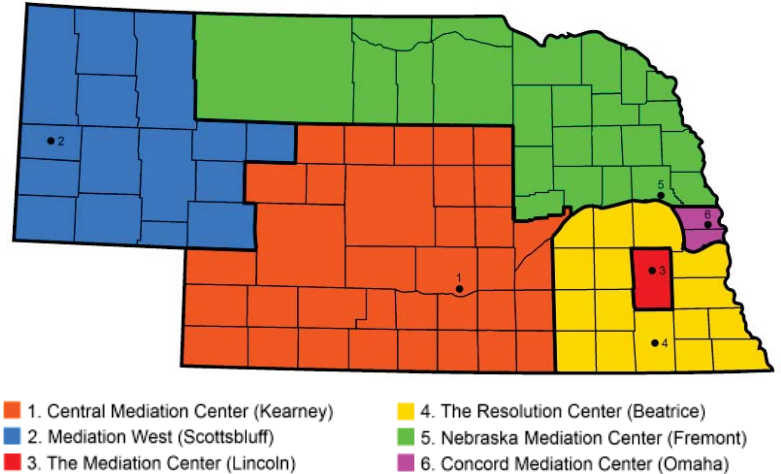 2
5
6
3
1
4
1. Central Mediation Center (Kearney)
2. Mediation West (Scottsbluff)
3. The Mediation Center (Lincoln)
4. The Resolution Center (Beatrice)
5. Nebraska Mediation Center (Fremont)
6. Concord Mediation Center (Omaha)